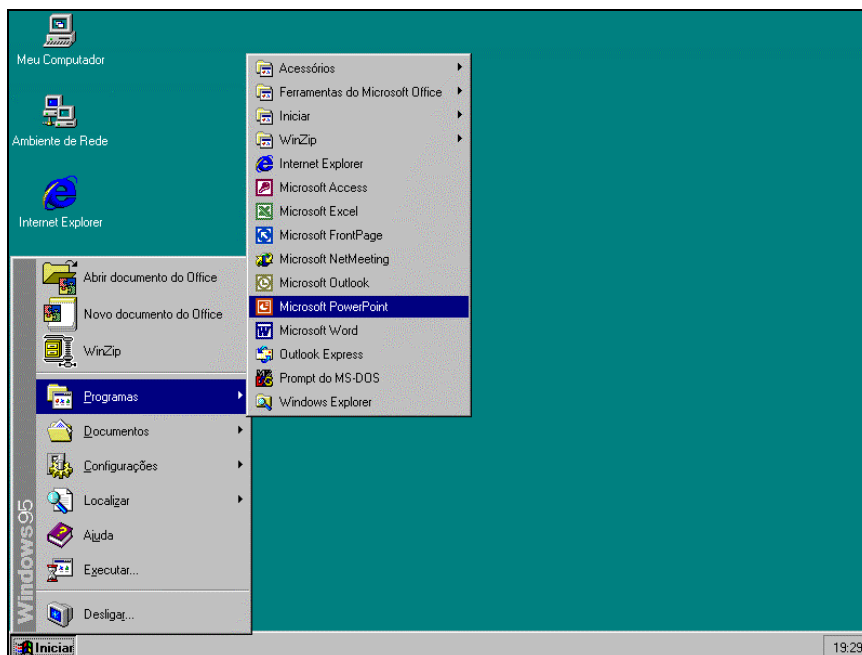 Meu Computador
Ambiente de Rede
Internet Explorer
Acessórios
Ferramentas do Microsoft Office
Iniciar
WinZip
Internet Explorer
Microsoft Access
Microsoft Excel
Microsoft FrontPage
Microsoft NetMeeting
Microsoft Outlook
Microsoft PowerPoint
Microsoft Word
Outlook Express
Prompt do MS-DOS
Windows Explorer
Abrir documento do Office
Novo documento do Office
WinZip
Programas
Documentos
Configurações
Localizar
Ajuda
Executar...
Desligar...
Windows95
Iniciar
19:29